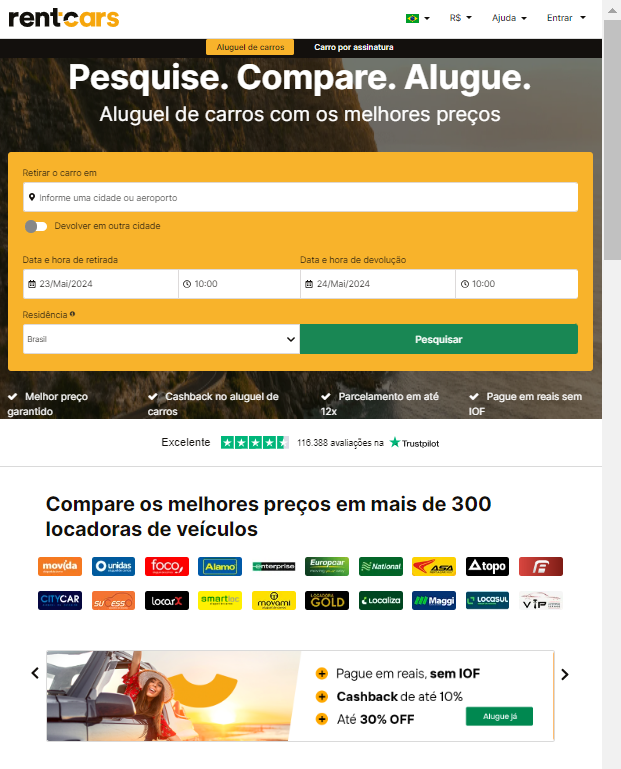 rentcars
R$
Ajuda
Entrar
Aluguel de carros
Carro por assinatura
Pesquise. Compare. Alugue.
Aluguel de carros com os melhores preços
Retirar o carro em
Informe uma cidade ou aeroporto
Devolver em outra cidade
Data e hora de retirada
Data e hora de devolução
23/Mai/2024
10:00
24/Mai/2024
10:00
Residência
Brasil
Pesquisar
Melhor preço
garantido
Cashback no aluguel de
carros
Parcelamento em até
12x
Pague em reais sem
IOF
Excelente
116.388 avaliações na
Trustpilot
Compare os melhores preços em mais de 300
locadoras de veículos
movida
unidas
foco
Alamo
enterprise
Europcar
National
ASA
topo
F
CITYCAR
locarX
smartloc
movami
LOCADORA
GOLD
Localiza
Maggi
LOCASUL
VIP
Pague em reais, sem IOF
Cashback de até 10%
Até 30% OFF
Alugue já